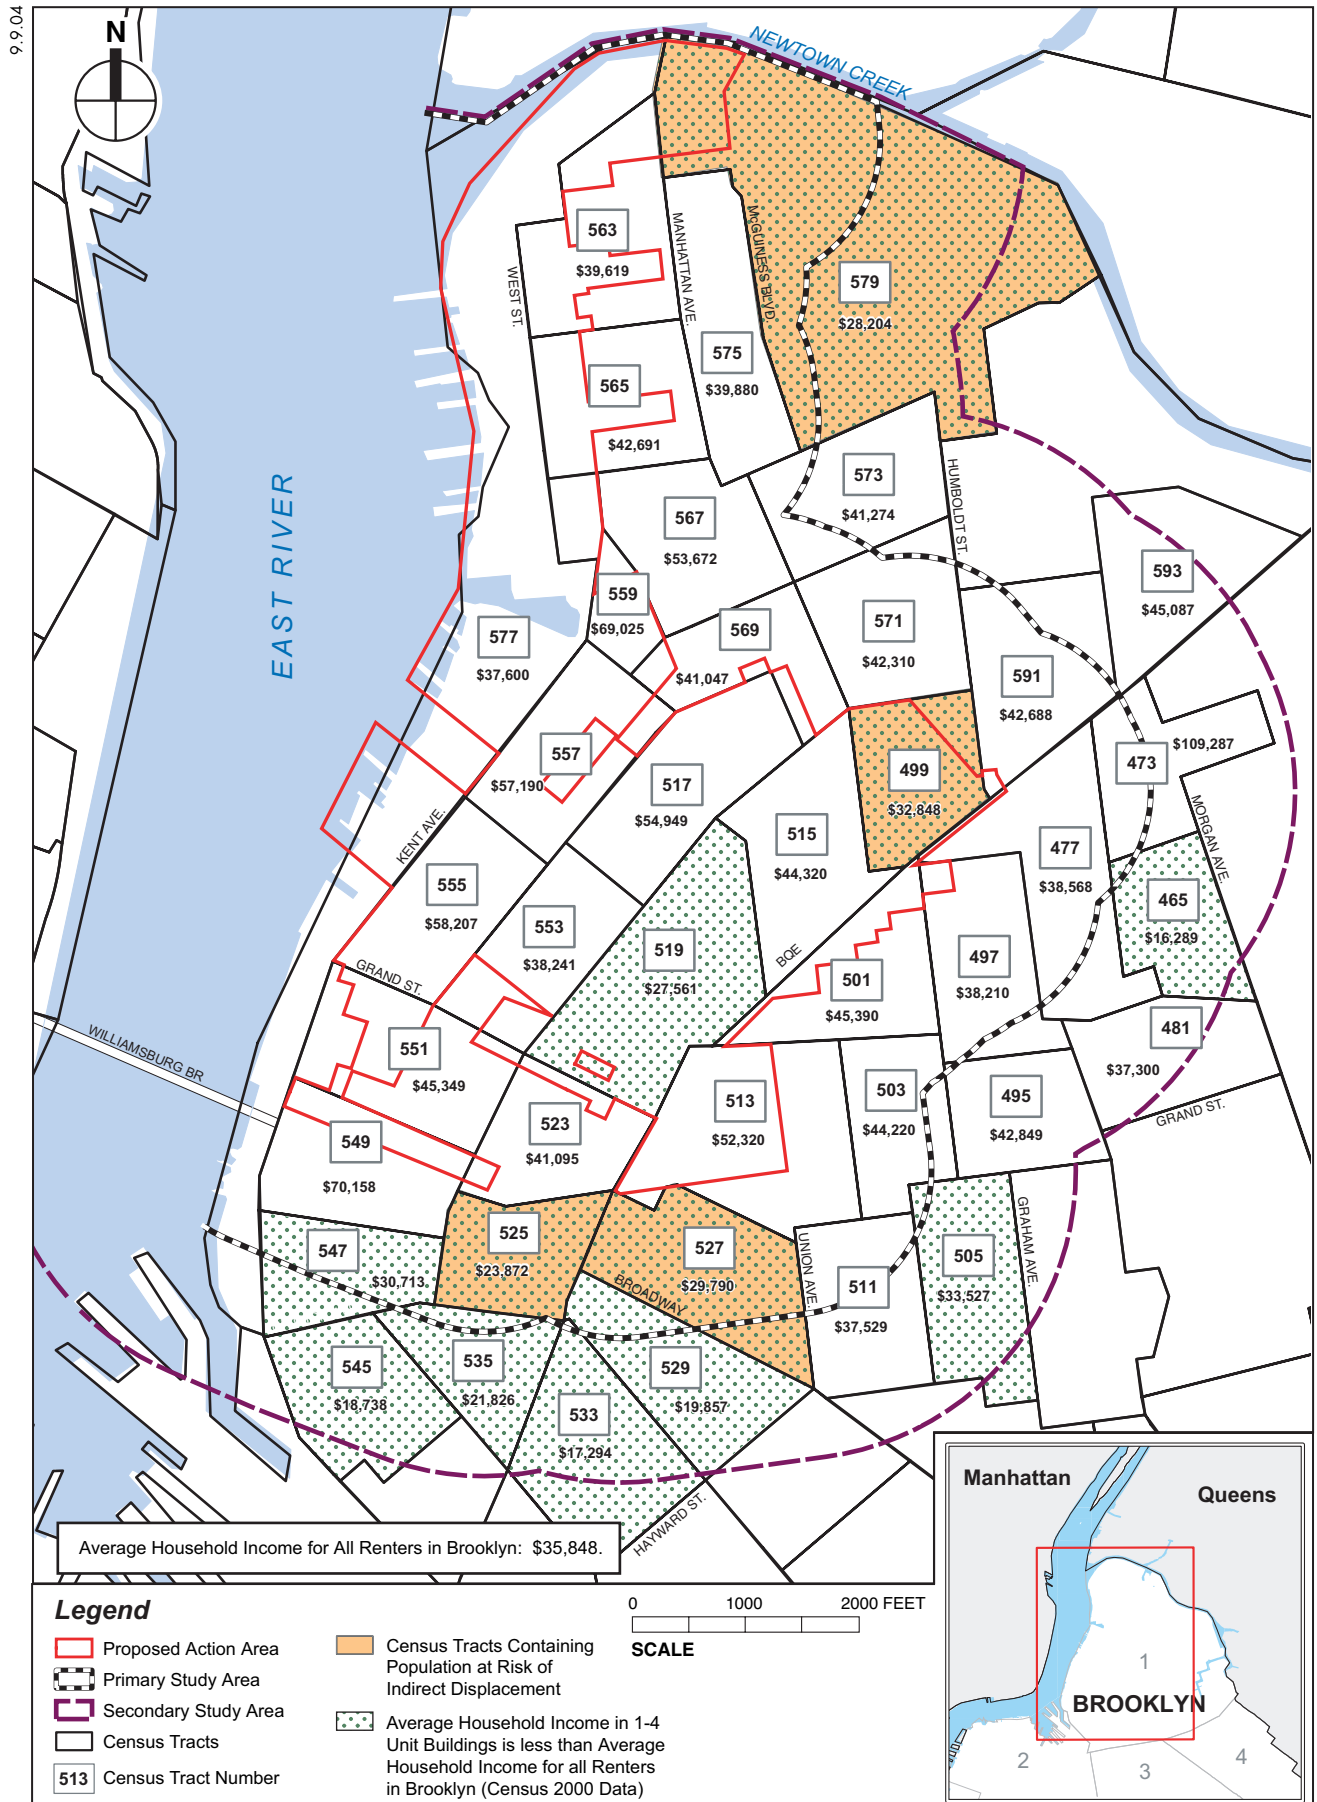 9.9.04
N
NEWTOWN CREEK
563
$39,619
MANHATTAN AVE.
McGUINESS BLVD.
579
$28,204
WEST ST.
575
$39,880
565
$42,691
573
$41,274
HUMBOLDT ST.
EAST RIVER
567
$53,672
593
$45,087
559
$69,025
577
$37,600
569
$41,047
571
$42,310
591
$42,688
557
$57,190
517
$54,949
499
$32,848
473
$109,287
MORGAN AVE.
KENT AVE.
515
$44,320
477
$38,568
555
$58,207
553
$38,241
519
$27,561
465
$16,289
BQE
501
$45,390
497
$38,210
GRAND ST.
481
$37,300
WILLIAMSBURG BR
551
$45,349
513
$52,320
503
$44,220
495
$42,849
GRAND ST.
549
$70,158
523
$41,095
547
$30,713
525
$23,872
527
$29,790
BROADWAY
UNION AVE.
511
$37,529
505
$33,527
GRAHAM AVE.
545
$18,738
535
$21,826
529
$19,857
533
$17,294
HAYWARD ST.
Average Household Income for All Renters in Brooklyn: $35,848.
Manhattan
Queens
1
BROOKLYN
2
3
4
Legend
Proposed Action Area
Primary Study Area
Secondary Study Area
Census Tracts
513 Census Tract Number
Census Tracts Containing
Population at Risk of
Indirect Displacement
Average Household Income in 1-4
Unit Buildings is less than Average
Household Income for all Renters
in Brooklyn (Census 2000 Data)
0 1000 2000 FEET
SCALE